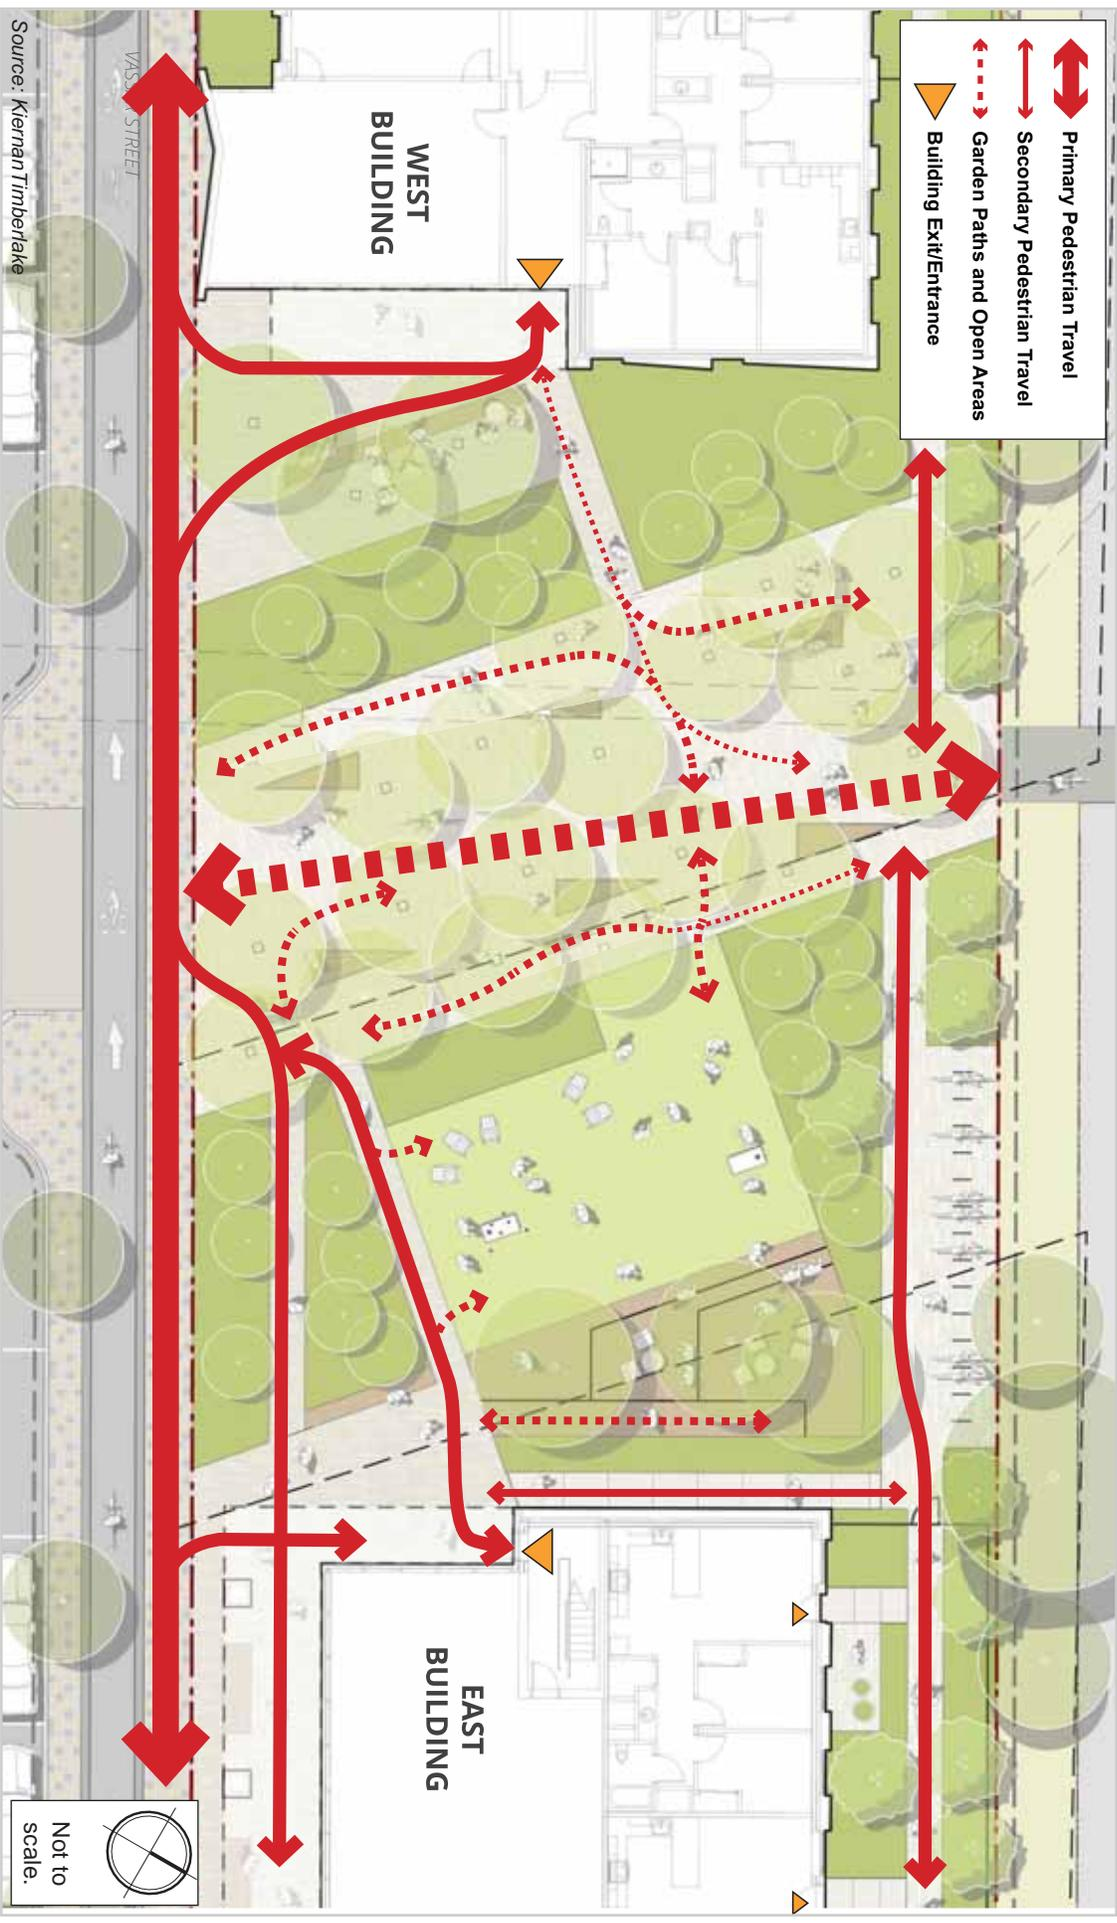 Primary Pedestrian Travel
Secondary Pedestrian Travel
Garden Paths and Open Areas
Building Exit/Entrance
WEST
BUILDING
EAST
BUILDING
VASSAR STREET
Source: KiernanTimberlake
Not to
scale.